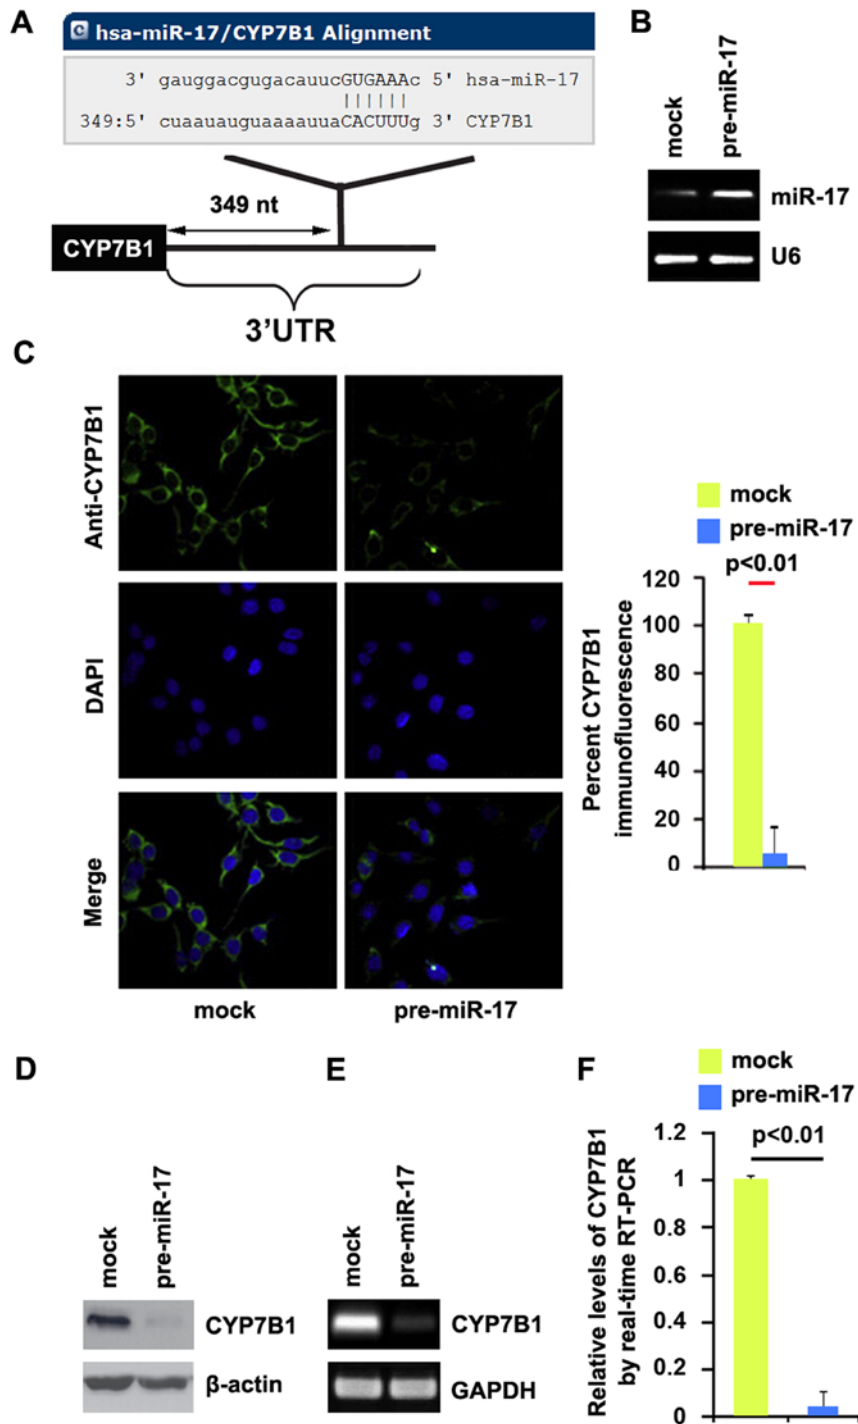 A
C hsa-miR-17/CYP7B1 Alignment
3' gauggacgugacauucGUGAAAc 5' hsa-miR-17
||||||
349:5' cuaauauguaaaauuaCACUUUg 3' CYP7B1
349 nt
CYP7B1
3’UTR
B
mock
pre-miR-17
miR-17
U6
C
Anti-CYP7B1
DAPI
Merge
mock
pre-miR-17
mock
pre-miR-17
p<0.01
Percent CYP7B1
immunofluorescence
120
100
80
60
40
20
0
D
mock
pre-miR-17
CYP7B1
β-actin
E
mock
pre-miR-17
CYP7B1
GAPDH
F
mock
pre-miR-17
p<0.01
Relative levels of CYP7B1
by real-time RT-PCR
1.2
1
0.8
0.6
0.4
0.2
0